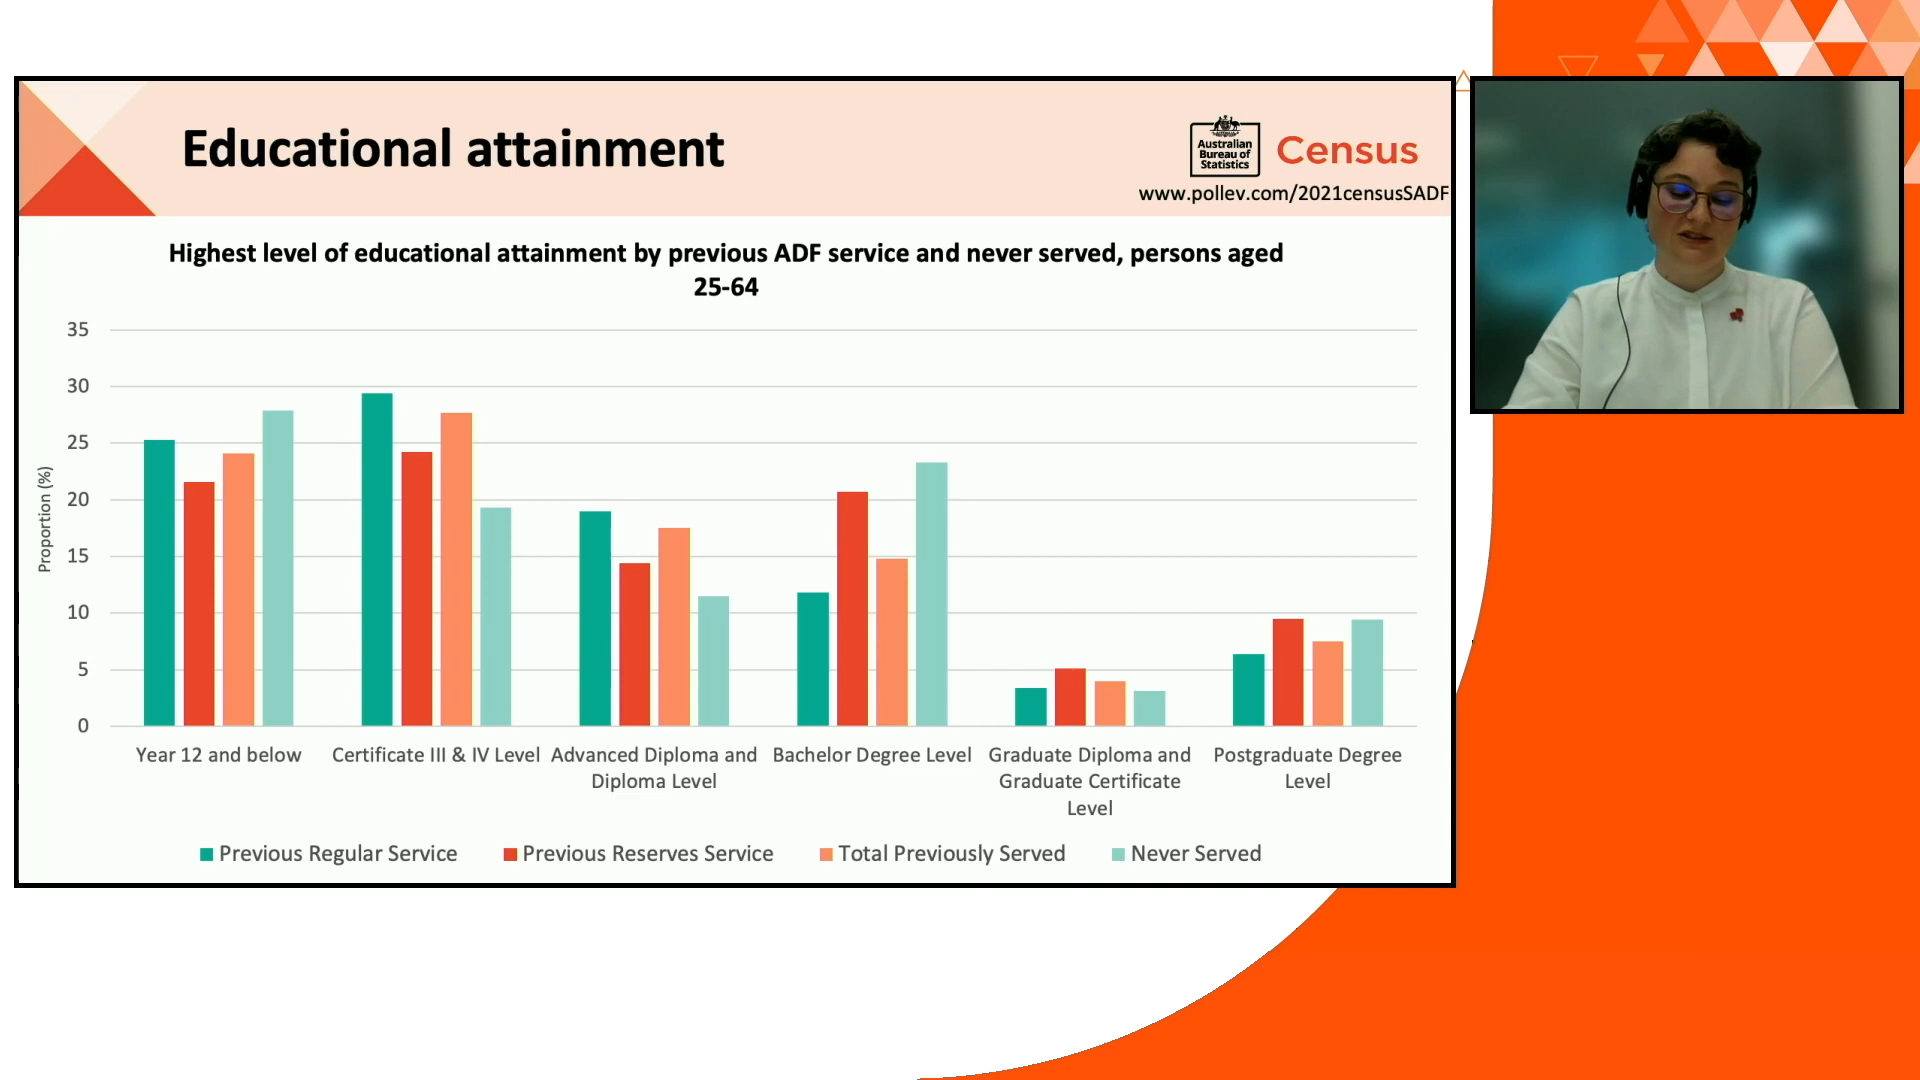 Educational attainment
Australian
Bureau of
Statistics
Census
www.pollev.com/2021censusSADF
Highest level of educational attainment by previous ADF service and never served, persons aged
25-64
Proportion (%)
35
30
25
20
15
10
5
0
Year 12 and below
Certificate III & IV Level
Advanced Diploma and
Diploma Level
Bachelor Degree Level
Graduate Diploma and
Graduate Certificate
Level
Postgraduate Degree
Level
Previous Regular Service
Previous Reserves Service
Total Previously Served
Never Served